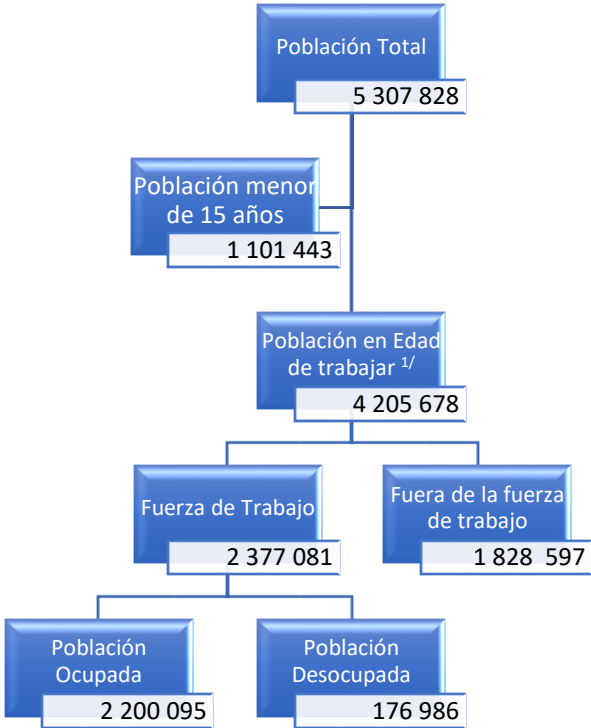 Población Total
5 307 828
Población menor
de 15 años
1 101 443
Población en Edad
de trabajar 1/
4 205 678
Fuerza de Trabajo
2 377 081
Fuera de la fuerza
de trabajo
1 828 597
Población
Ocupada
2 200 095
Población
Desocupada
176 986